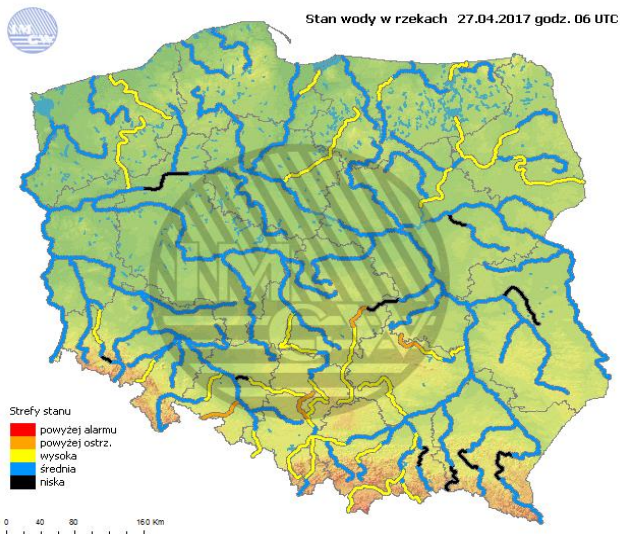 Stan wody w rzekach 27.04.2017 godz. 06 UTC
Strefy stanu
powyżej alarmu
powyżej ostrz.
wysoka
średnia
niska
0 40 80 160 Km